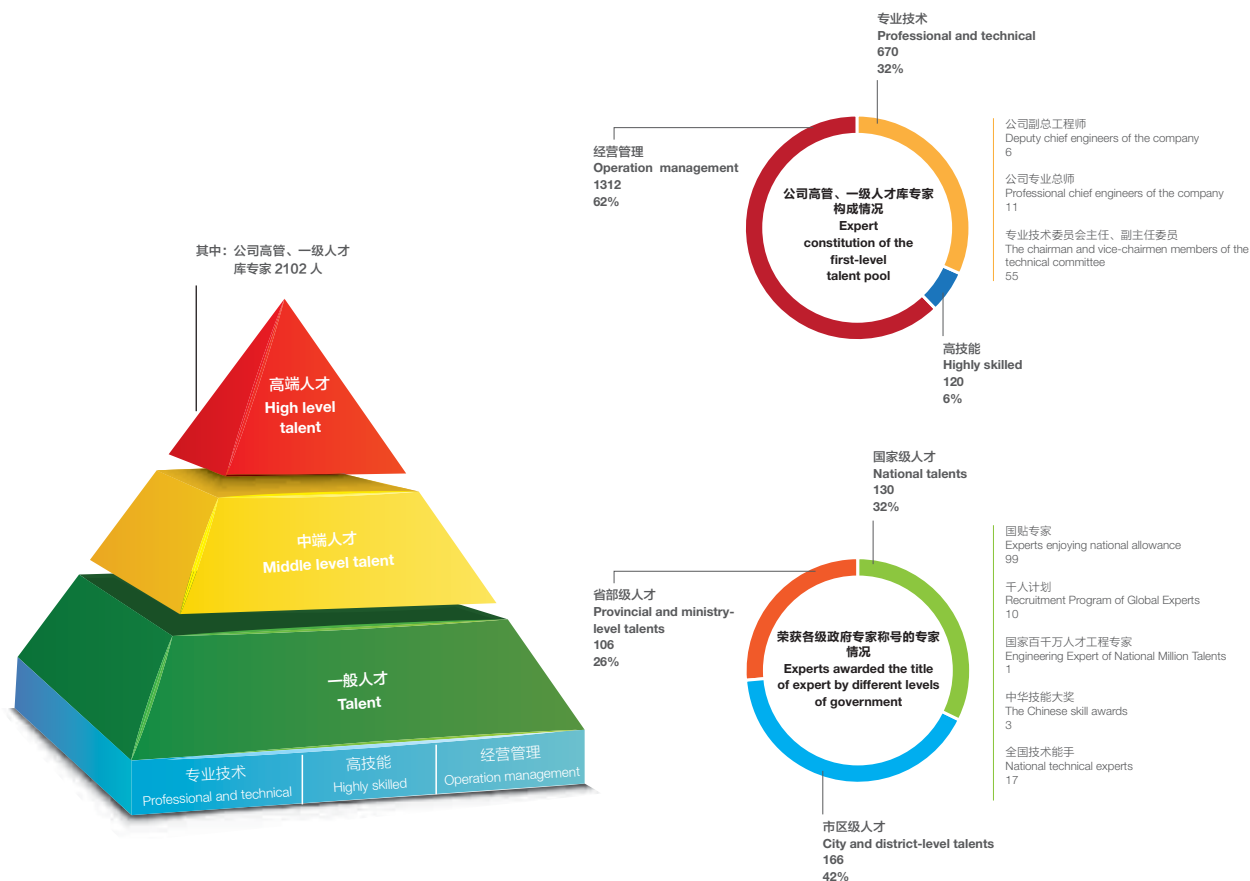 其中：公司高管、一级人才
库专家 2102 人
高端人才
High level
talent
中端人才
Middle level talent
一般人才
Talent
专业技术
Professional and technical
高技能
Highly skilled
经营管理
Operation management
专业技术
Professional and technical
670
32%
经营管理
Operation management
1312
62%
公司高管、一级人才库专家
构成情况
Expert
constitution of the
first-level
talent pool
高技能
Highly skilled
120
6%
公司副总工程师
Deputy chief engineers of the company
6
公司专业总师
Professional chief engineers of the company
11
专业技术委员会主任、副主任委员
The chairman and vice-chairmen members of the
technical committee
55
国家级人才
National talents
130
32%
省部级人才
Provincial and ministry-
level talents
106
26%
荣获各级政府专家称号的专家
情况
Experts awarded the title
of expert by different levels
of government
市区级人才
City and district-level talents
166
42%
国贴专家
Experts enjoying national allowance
99
千人计划
Recruitment Program of Global Experts
10
国家百千万人才工程专家
Engineering Expert of National Million Talents
1
中华技能大奖
The Chinese skill awards
3
全国技术能手
National technical experts
17